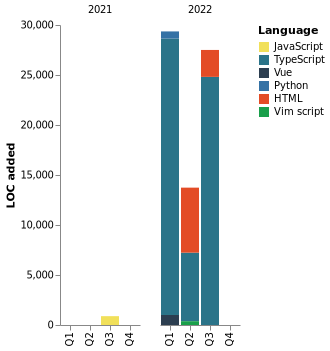 2021 2022
Language
JavaScript
TypeScript
Vue
Python
HTML
Vim script
LOC added
30,000
25,000
20,000
15,000
10,000
5,000
0
Q1 Q2 Q3 Q4 Q1 Q2 Q3 Q4